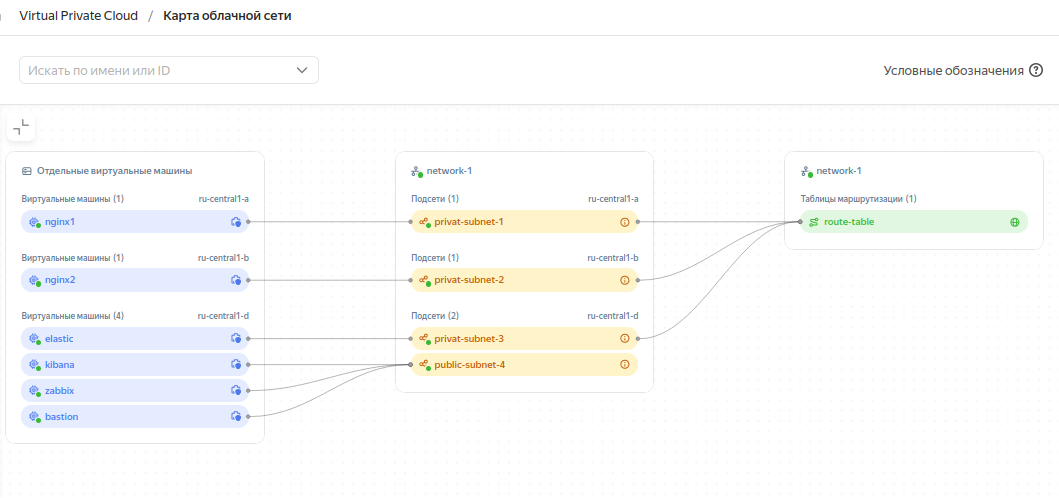 Virtual Private Cloud / Карта облачной сети
Искать по имени или ID
Условные обозначения
Отдельные виртуальные машины
Виртуальные машины (1) ru-central1-a
nginx1
Виртуальные машины (1) ru-central1-b
nginx2
Виртуальные машины (4) ru-central1-d
elastic
kibana
zabbix
bastion
network-1
Подсети (1) ru-central1-a
privat-subnet-1
Подсети (1) ru-central1-b
privat-subnet-2
Подсети (2) ru-central1-d
privat-subnet-3
public-subnet-4
network-1
Таблицы маршрутизации (1)
route-table